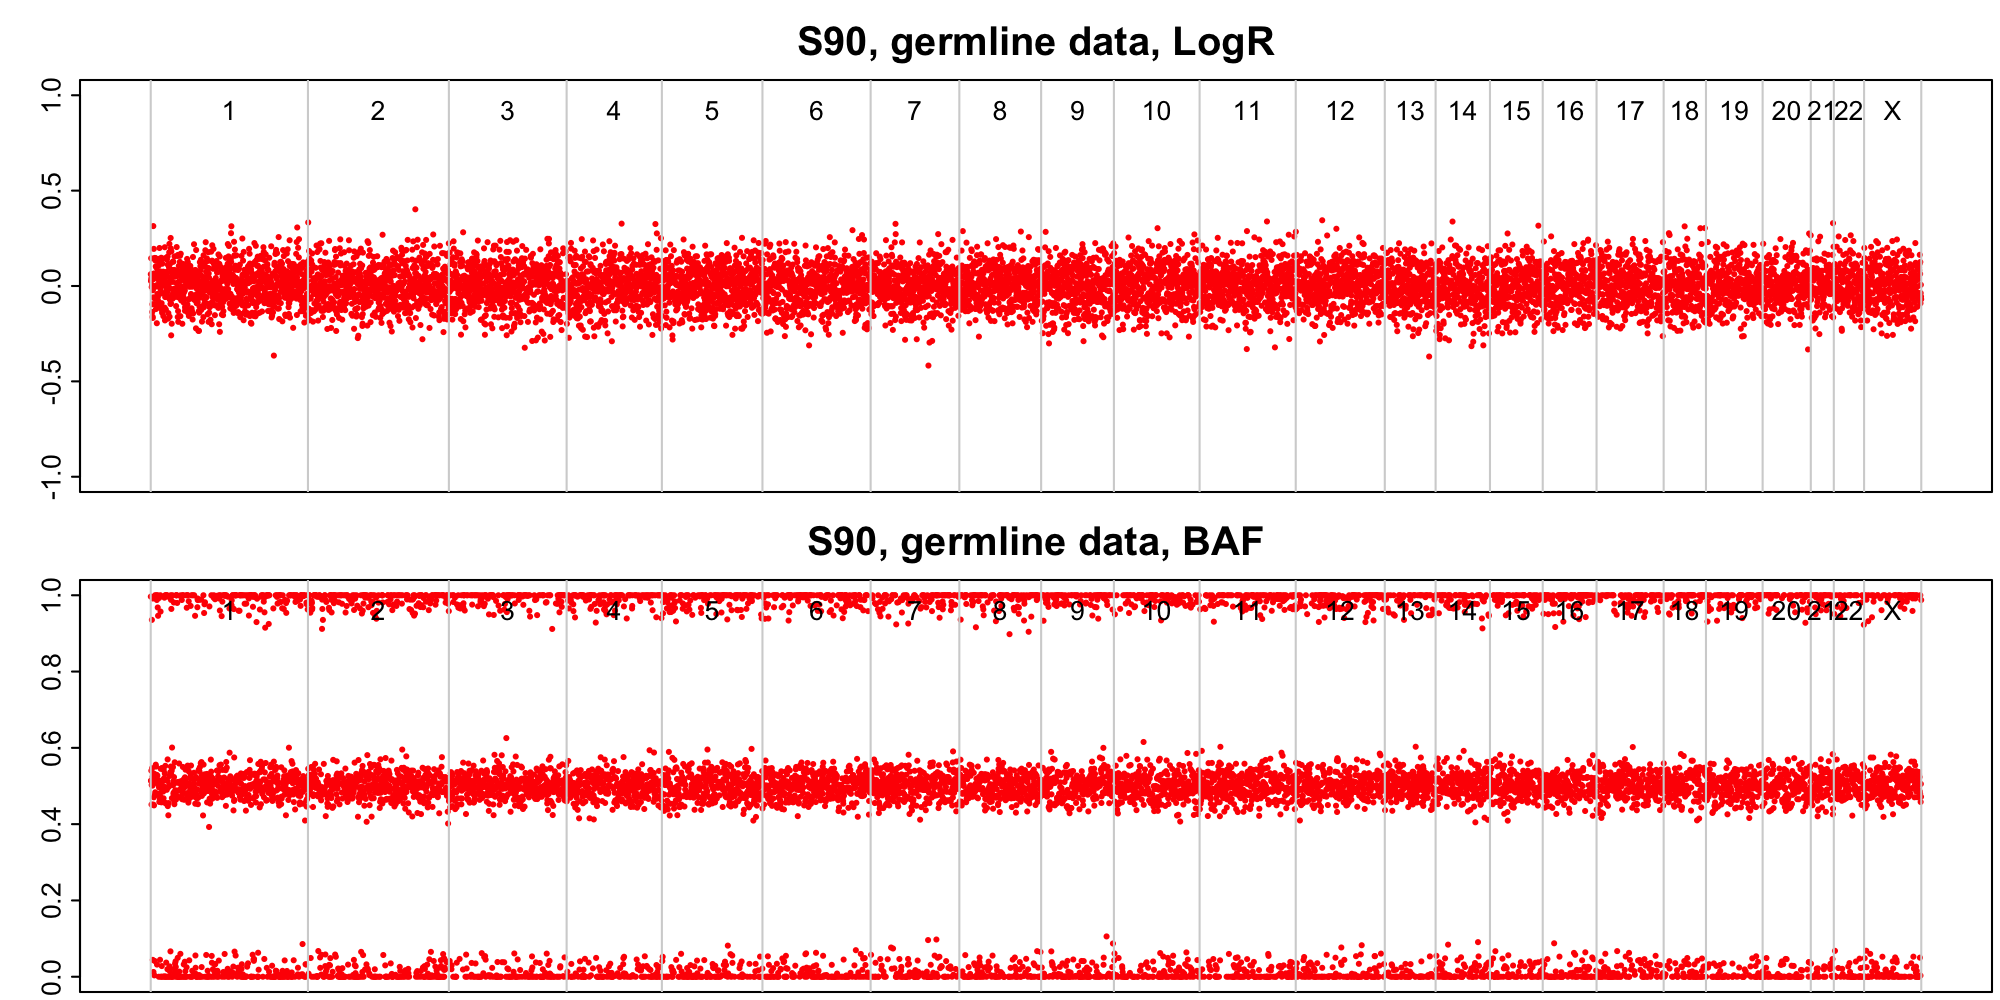 S90, germline data, LogR
1.0
0.5
0.0
-0.5
-1.0
1 2 3 4 5 6 7 8 9 10 11 12 13 14 15 16 17 18 19 20 21 22 X
S90, germline data, BAF
1.0
0.8
0.6
0.4
0.2
0.0
1 2 3 4 5 6 7 8 9 10 11 12 13 14 15 16 17 18 19 20 21 22 X